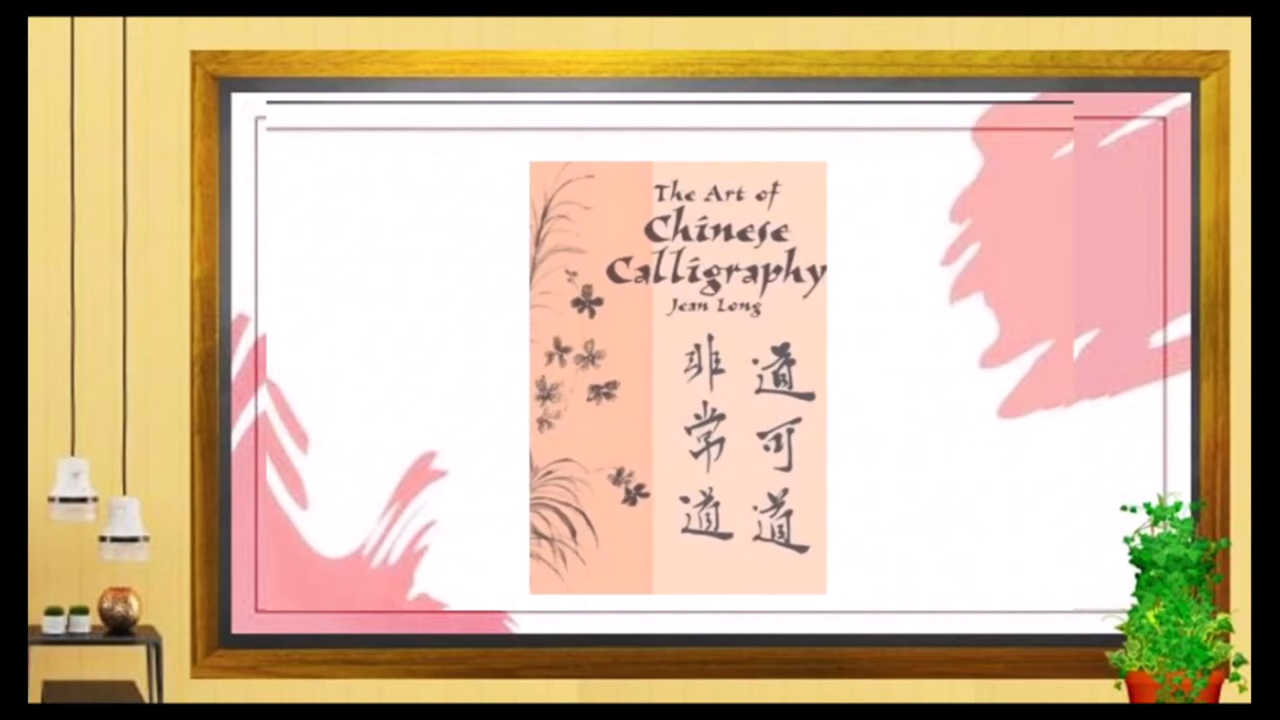 The Art of
Chinese
Calligraphy
Jean Long
道可道
非常道